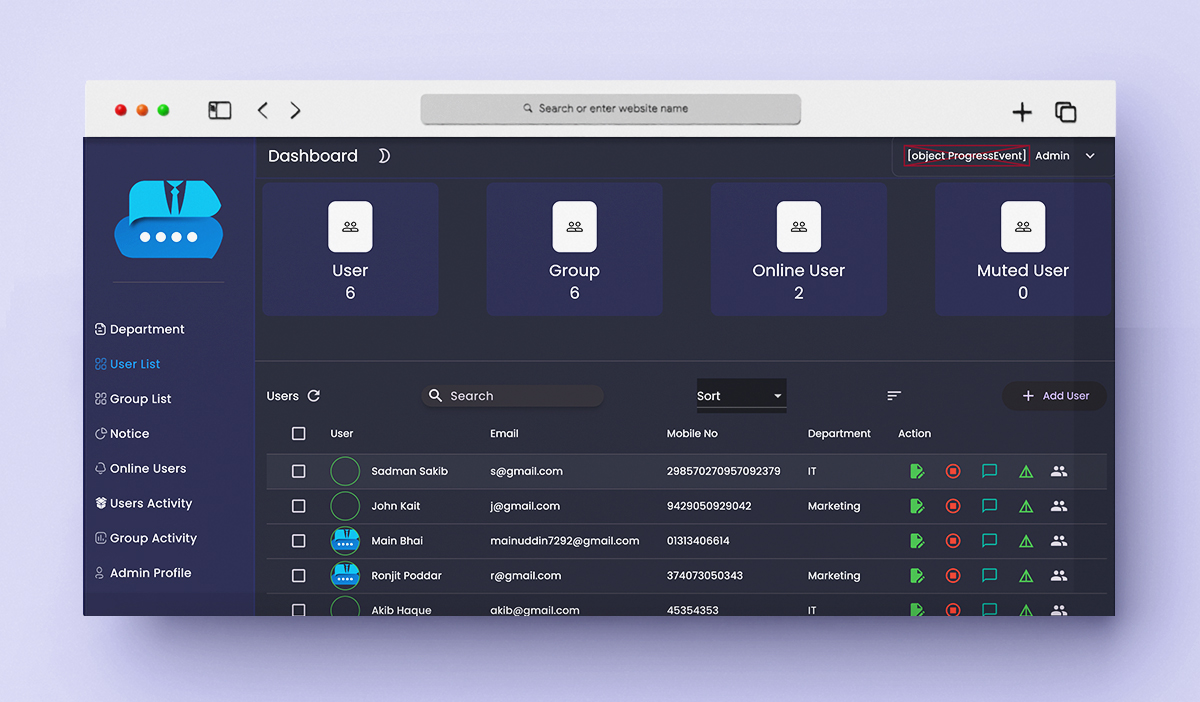 Search or enter website name
Dashboard
[object ProgressEvent] Admin
User
6
Group
6
Online User
2
Muted User
0
Department
User List
Group List
Notice
Online Users
Users Activity
Group Activity
Admin Profile
Users
Search
Sort
Add User
User Email Mobile No Department Action
Sadman Sakib s@gmail.com 298570270957092379 IT
John Kait j@gmail.com 9429050929042 Marketing
Main Bhai mainuddin7292@gmail.com 01313406614
Ronjit Poddar r@gmail.com 374073050343 Marketing
Akib Haque akib@gmail.com 45354353 IT